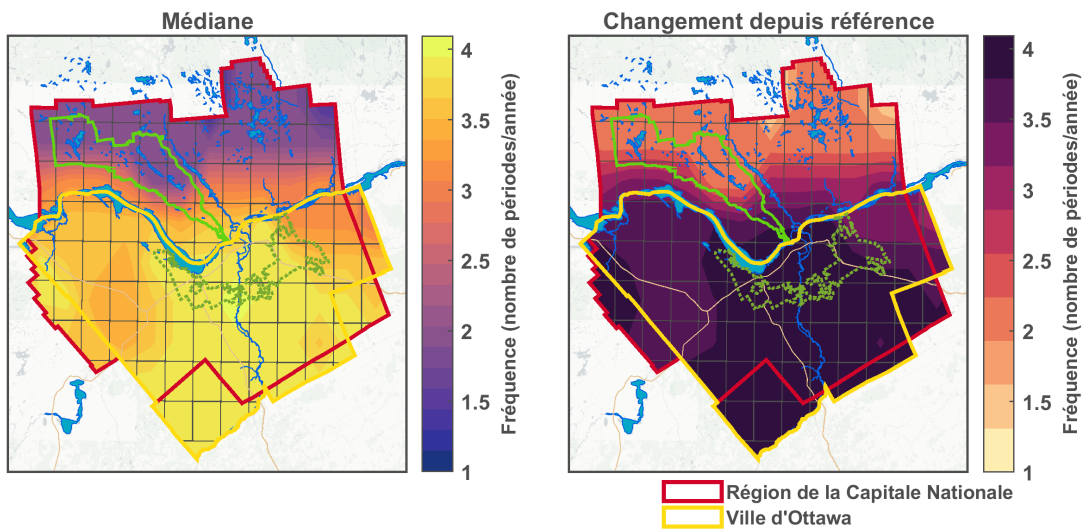 Médiane
4
3.5
3
2.5
2
1.5
1
Fréquence (nombre de périodes/année)
Changement depuis référence
4
3.5
3
2.5
2
1.5
1
Fréquence (nombre de périodes/année)
Région de la Capitale Nationale
Ville d'Ottawa